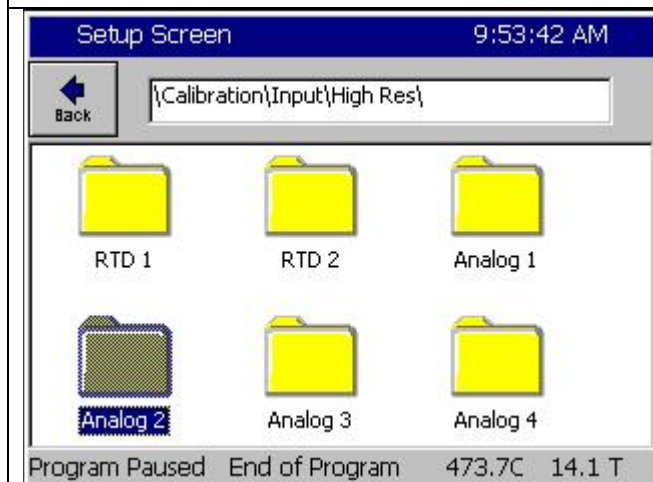 Setup Screen 9:53:42 AM
Back \Calibration\Input\High Res\
RTD 1 RTD 2 Analog 1
Analog 2 Analog 3 Analog 4
Program Paused End of Program 473.7C 14.1 T